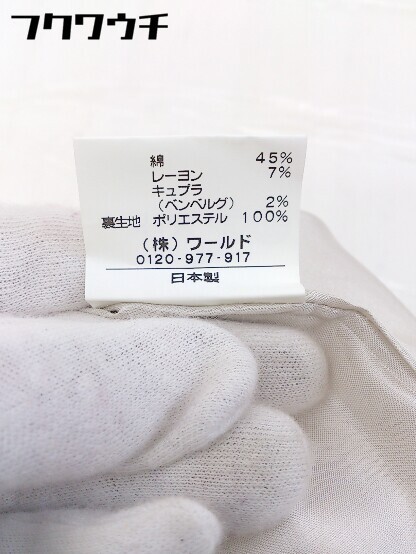 フクワウチ
綿 45%
レーヨン 7%
キュプラ
（ベンベルグ） 2%
裏生地 ポリエステル 100%
（株）ワールド
0120-977-917
日本製